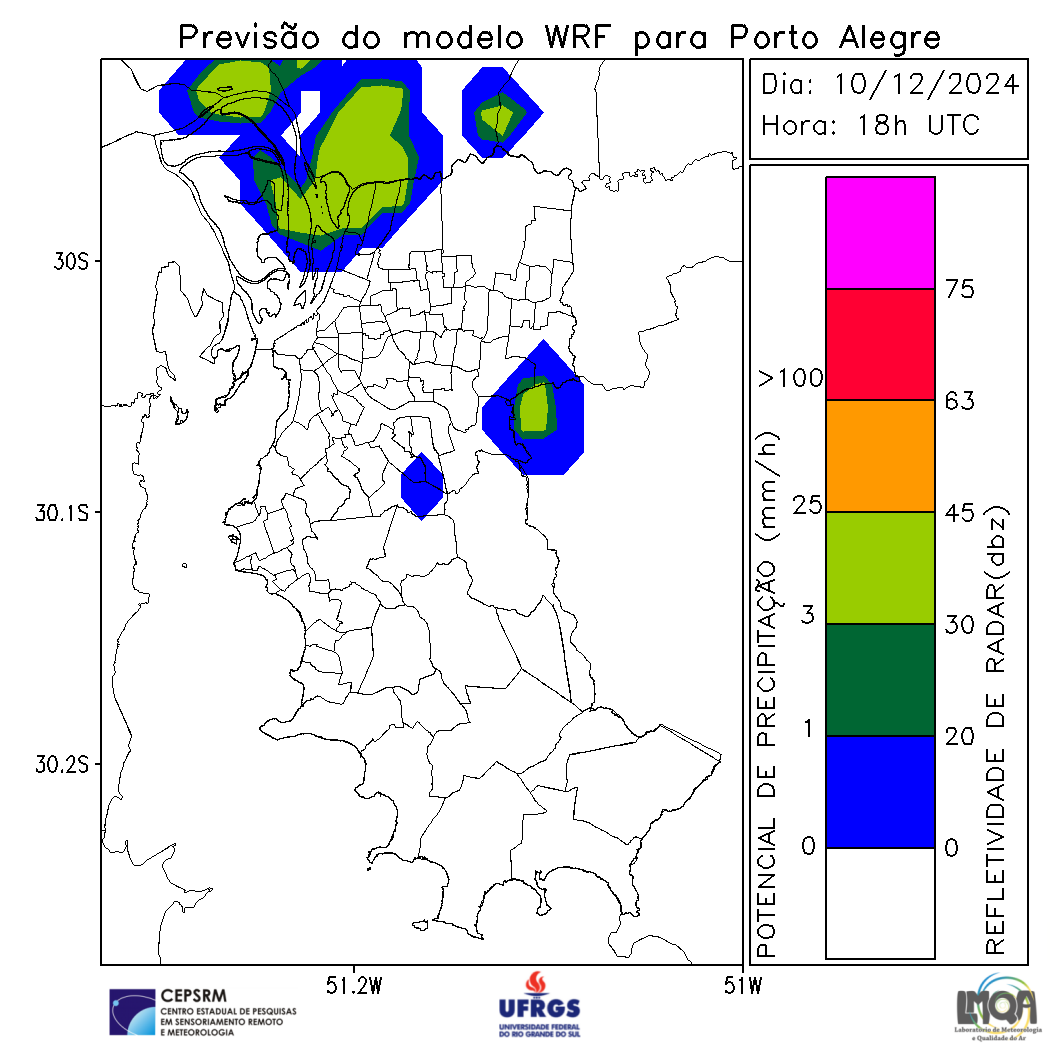 Previsão do modelo WRF para Porto Alegre
Dia: 10/12/2024
Hora: 18h UTC
30S
30.1S
30.2S
51.2W
51W
POTENCIAL DE PRECIPITAÇÃO (mm/h)
>100
25
3
1
0
75
63
45
30
20
0
REFLETIVIDADE DE RADAR(dbz)
CEPSRM
CENTRO ESTADUAL DE PESQUISAS
EM SENSORIAMENTO REMOTO
E METEOROLOGIA
UFRGS
UNIVERSIDADE FEDERAL
DO RIO GRANDE DO SUL
LMQA
Laboratório de Meteorologia
e Qualidade do Ar